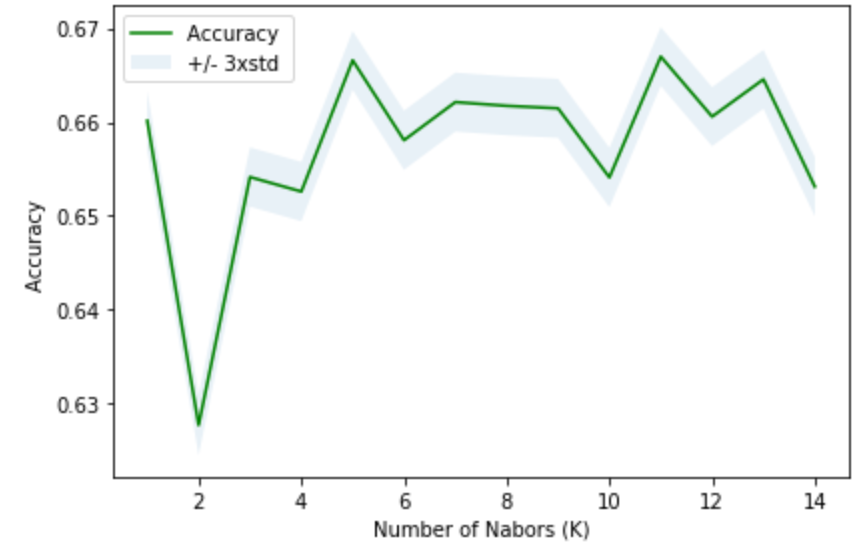 Accuracy
+/- 3xstd
0.67
0.66
0.65
0.64
0.63
Accuracy
2 4 6 8 10 12 14
Number of Nabors (K)